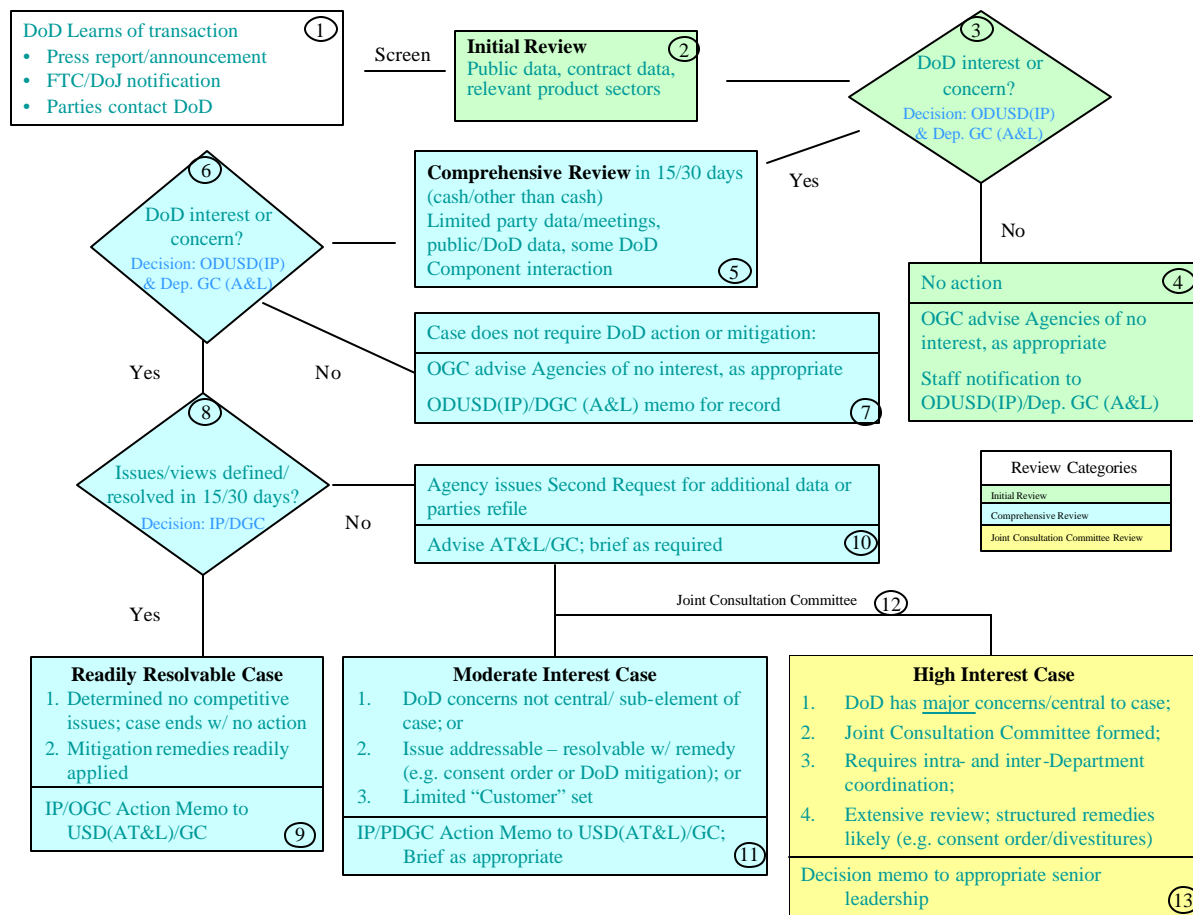 DoD Learns of transaction
1
• Press report/announcement
• FTC/DoJ notification
• Parties contact DoD
Screen
Initial Review
2
Public data, contract data,
relevant product sectors
3
DoD interest or
concern?
Decision: ODUSD(IP)
& Dep. GC (A&L)
Yes
No
No action
4
OGC advise Agencies of no
interest, as appropriate
Staff notification to
ODUSD(IP)/Dep. GC (A&L)
Comprehensive Review in 15/30 days
(cash/other than cash)
Limited party data/meetings,
public/DoD data, some DoD
Component interaction
5
6
DoD interest or
concern?
Decision: ODUSD(IP)
& Dep. GC (A&L)
Yes
No
Case does not require DoD action or mitigation:
OGC advise Agencies of no interest, as appropriate
ODUSD(IP)/DGC (A&L) memo for record
7
8
Issues/views defined/
resolved in 15/30 days?
Decision: IP/DGC
No
Yes
Agency issues Second Request for additional data or
parties refile
Advise AT&L/GC; brief as required
10
Review Categories
Initial Review
Comprehensive Review
Joint Consultation Committee Review
Joint Consultation Committee
12
Readily Resolvable Case
1. Determined no competitive
issues; case ends w/ no action
2. Mitigation remedies readily
applied
IP/OGC Action Memo to
USD(AT&L)/GC
9
Moderate Interest Case
1. DoD concerns not central/ sub-element of
case; or
2. Issue addressable – resolvable w/ remedy
(e.g. consent order or DoD mitigation); or
3. Limited “Customer” set
IP/PDGC Action Memo to USD(AT&L)/GC;
Brief as appropriate
11
High Interest Case
1. DoD has major concerns/central to case;
2. Joint Consultation Committee formed;
3. Requires intra- and inter-Department
coordination;
4. Extensive review; structured remedies
likely (e.g. consent order/divestitures)
Decision memo to appropriate senior
leadership
13